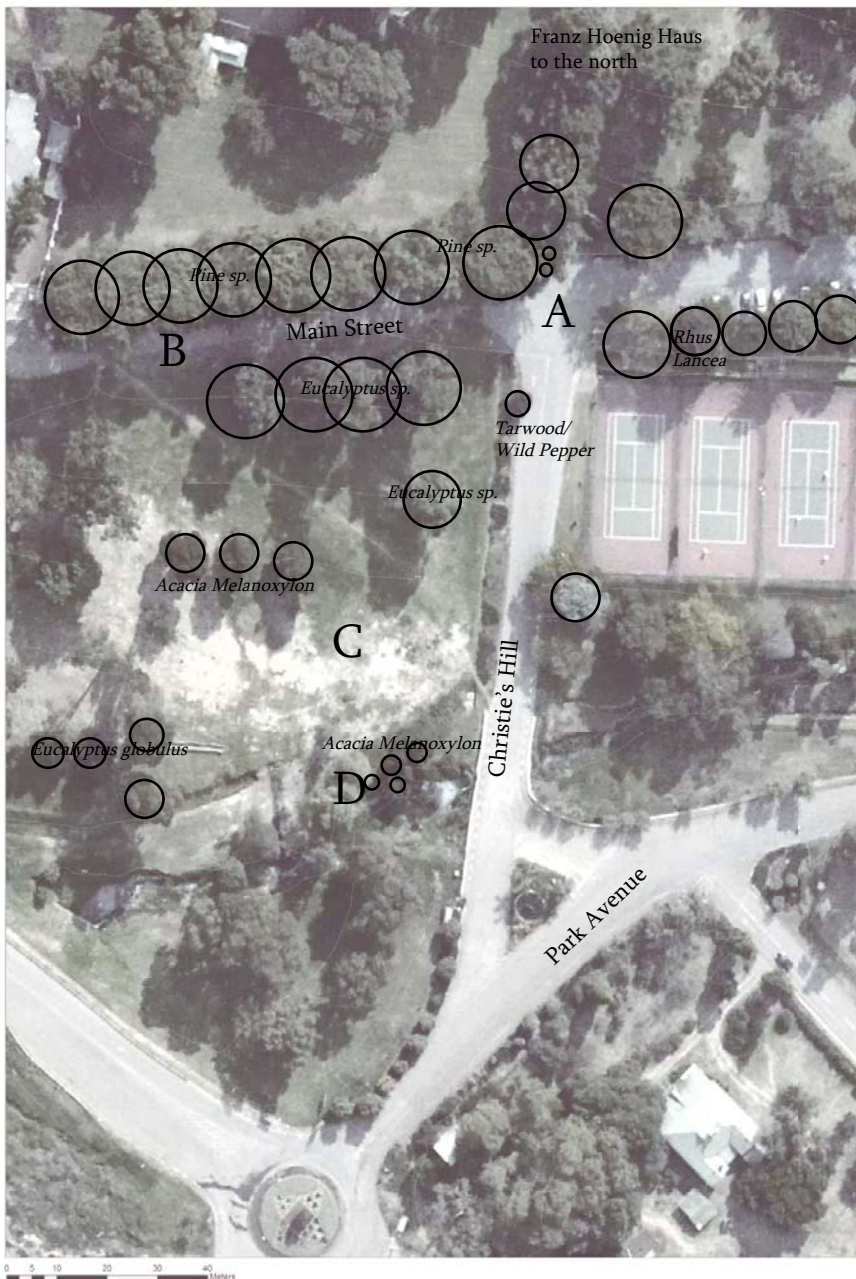 Franz Hoenig Haus
to the north
Pine sp.
Pine sp.
A
Main Street
B
Rhus
Lancea
Eucalyptus sp.
Tarwood/
Wild Pepper
Eucalyptus sp.
Acacia Melanoxylon
C
Christie's Hill
Eucalyptus globulus
Acacia Melanoxylon
D
Park Avenue
0 5 10 20 30 40
Meters